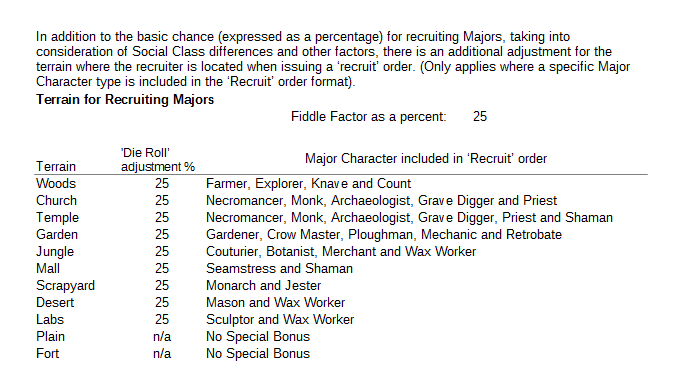 In addition to the basic chance (expressed as a percentage) for recruiting Majors, taking into
consideration of Social Class differences and other factors, there is an additional adjustment for the
terrain where the recruiter is located when issuing a 'recruit' order. (Only applies where a specific Major
Character type is included in the 'Recruit' order format).
Terrain for Recruiting Majors
Fiddle Factor as a percent: 25
Terrain 'Die Roll' adjustment % Major Character included in 'Recruit' order
Woods 25 Farmer, Explorer, Knave and Count
Church 25 Necromancer, Monk, Archaeologist, Grave Digger and Priest
Temple 25 Necromancer, Monk, Archaeologist, Grave Digger, Priest and Shaman
Garden 25 Gardener, Crow Master, Ploughman, Mechanic and Retrobate
Jungle 25 Couturier, Botanist, Merchant and Wax Worker
Mall 25 Seamstress and Shaman
Scrapyard 25 Monarch and Jester
Desert 25 Mason and Wax Worker
Labs 25 Sculptor and Wax Worker
Plain n/a No Special Bonus
Fort n/a No Special Bonus